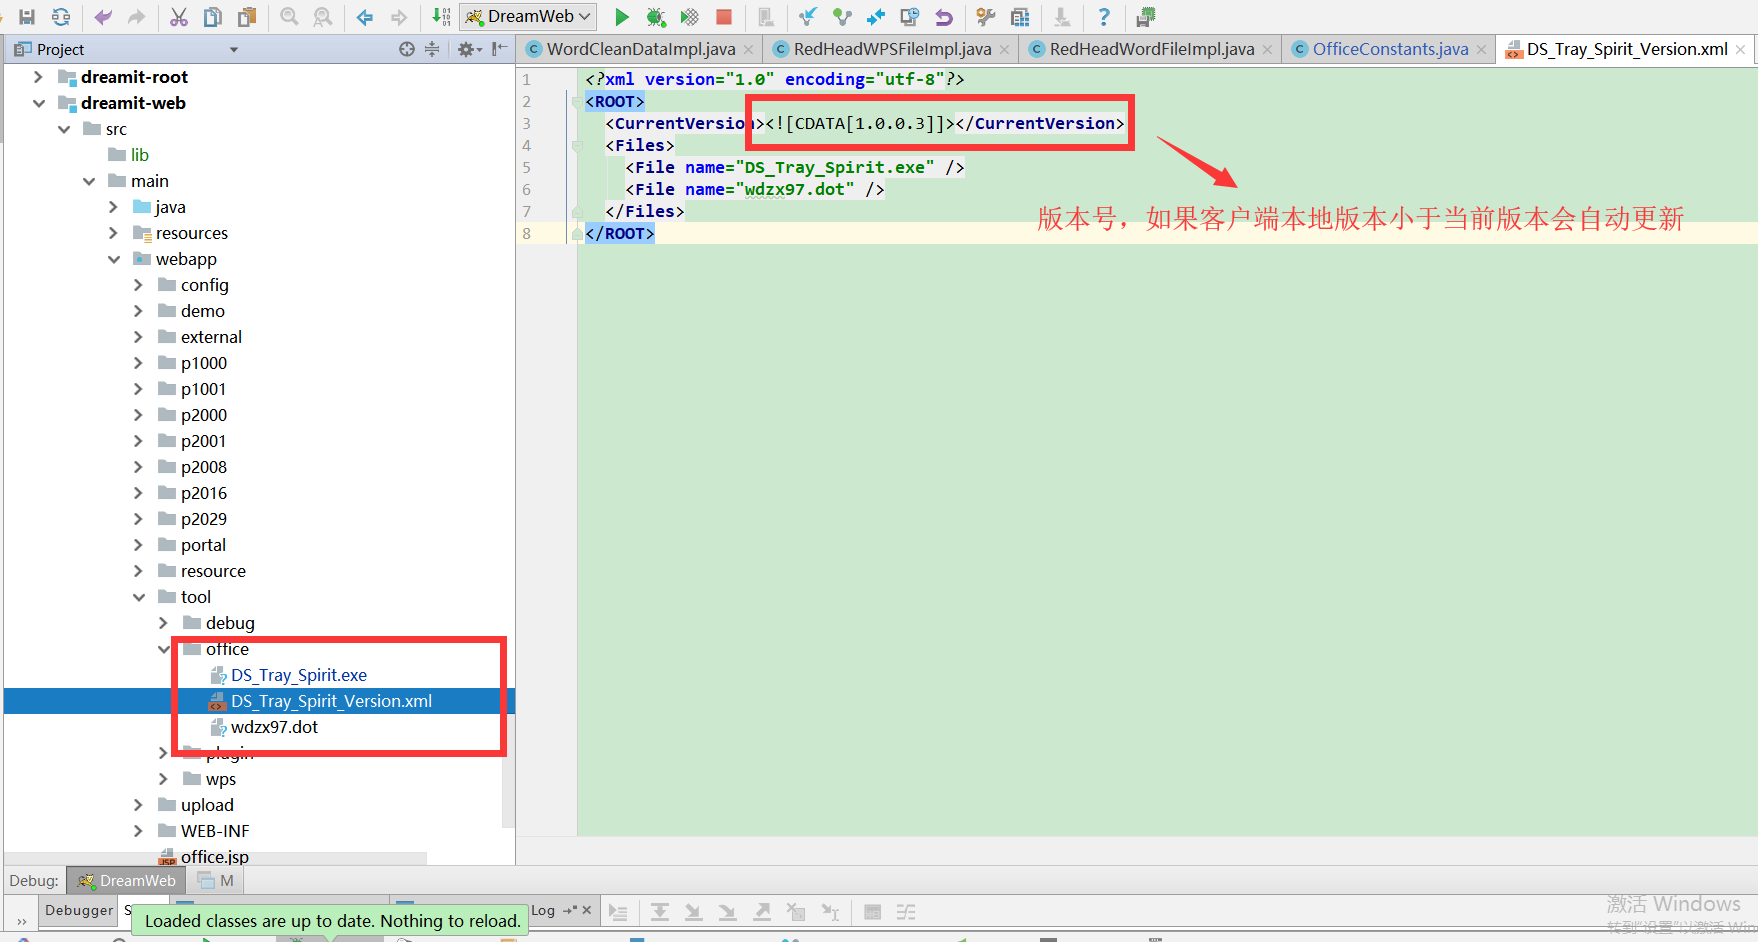 DreamWeb
Project
WordCleanDataImpl.java
RedHeadWPSFileImpl.java
RedHeadWordFileImpl.java
OfficeConstants.java
DS_Tray_Spirit_Version.xml
dreamit-root
dreamit-web
src
lib
main
java
resources
webapp
config
demo
external
p1000
p1001
p2000
p2001
p2008
p2016
p2029
portal
resource
tool
debug
office
DS_Tray_Spirit.exe
DS_Tray_Spirit_Version.xml
wdzx97.dot
plugin
wps
upload
WEB-INF
office.jsp
1 <?xml version="1.0" encoding="utf-8"?>
2 <ROOT>
3 <CurrentVersion><![CDATA[1.0.0.3]]></CurrentVersion>
4 <Files>
5 <File name="DS_Tray_Spirit.exe" />
6 <File name="wdzx97.dot" />
7 </Files>
8 </ROOT>
版本号，如果客户端本地版本小于当前版本会自动更新
Debug: DreamWeb M
Debugger S Log
Loaded classes are up to date. Nothing to reload.
激活 Windows
转到"设置"以激活 Win